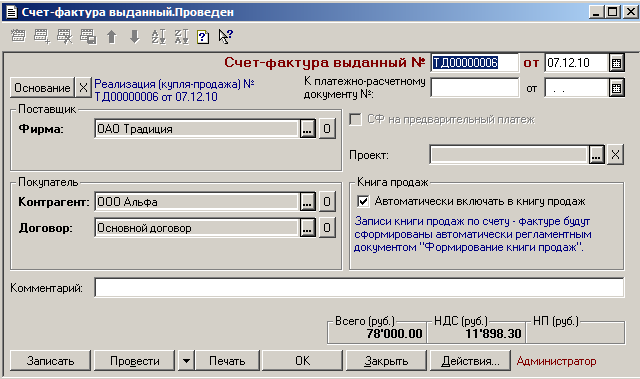 Счет-фактура выданный.Проведен
Счет-фактура выданный № ТД00000006 от 07.12.10
Основание X Реализация (купля-продажа) №
ТД00000006 от 07.12.10
К платежно-расчетному
документу №: от . .
Поставщик
Фирма: ОАО Традиция ... 0
СФ на предварительный платеж
Проект: ... X
Покупатель
Контрагент: ООО Альфа ... 0
Договор: Основной договор ... 0
Книга продаж
Автоматически включать в книгу продаж
Записи книги продаж по счету - фактуре будут
сформированы автоматически регламентным
документом "Формирование книги продаж".
Комментарий:
Всего (руб.) НДС (руб.) НП (руб.)
78'000.00 11'898.30
Записать Провести Печать OK Закрыть Действия... Администратор